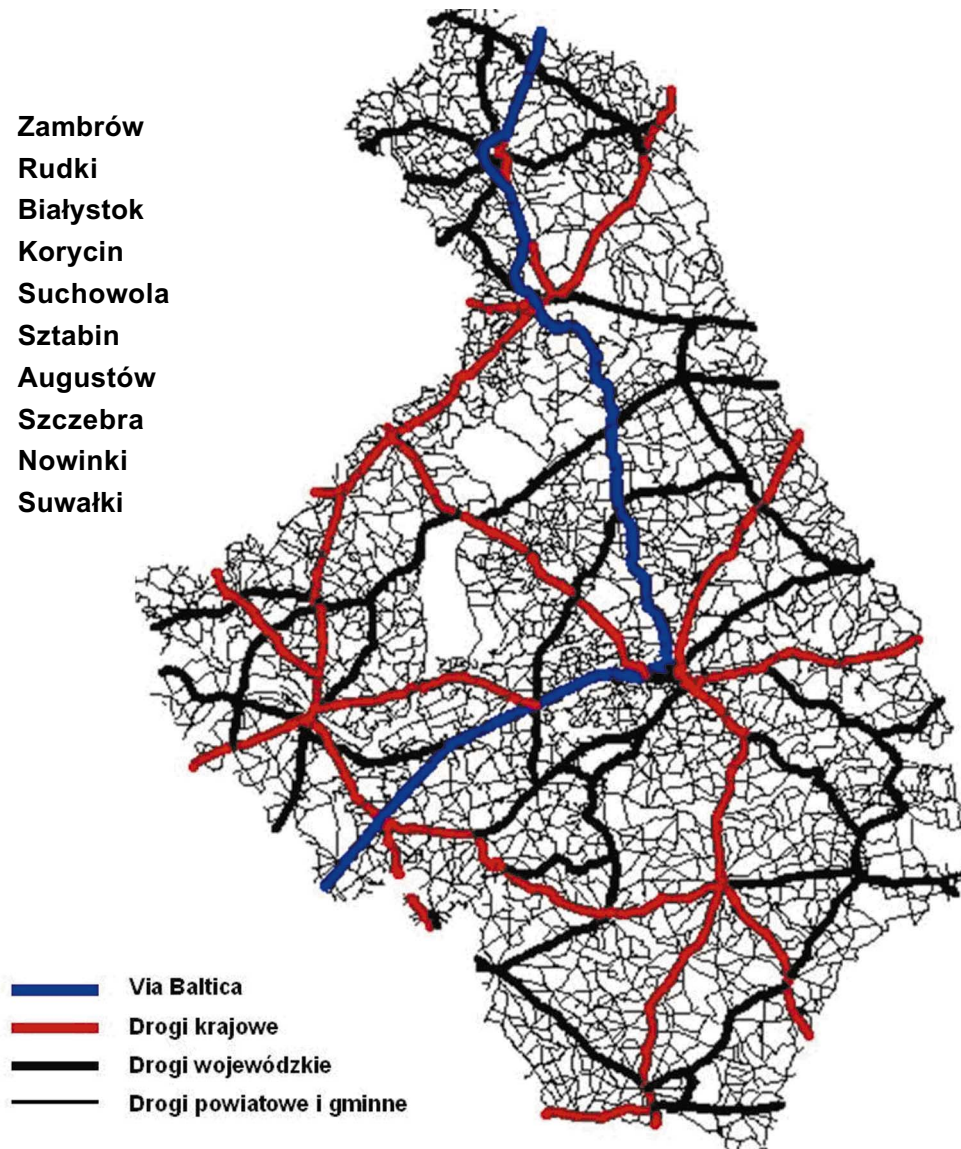 Zambrów
Rudki
Białystok
Korycin
Suchowola
Sztabin
Augustów
Szczebra
Nowinki
Suwałki
Via Baltica
Drogi krajowe
Drogi wojewódzkie
Drogi powiatowe i gminne